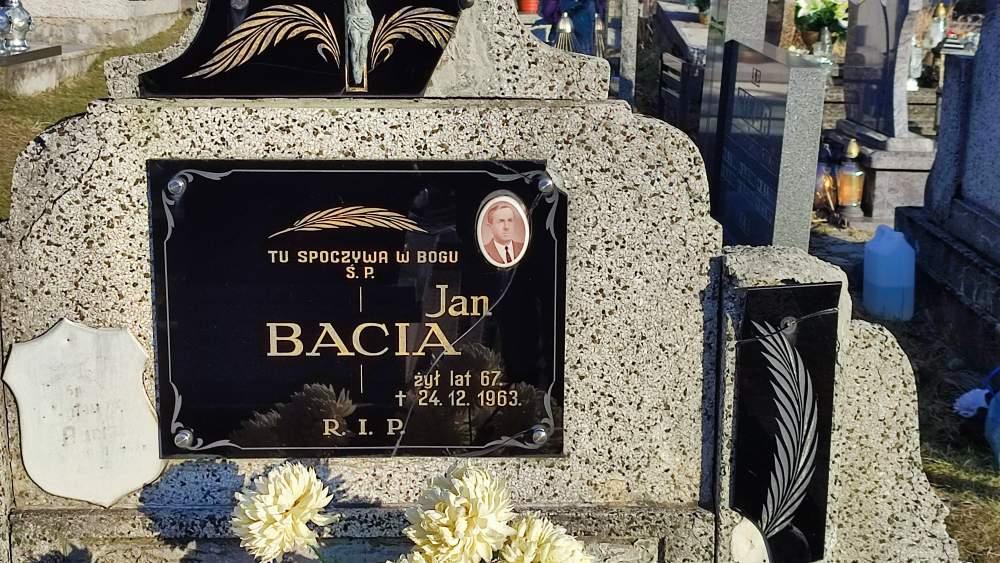 TU SPOCZYWA W BOGU
Ś. P.
Jan
BACIA
żył lat 67.
† 24. 12. 1963.
R. I. P.